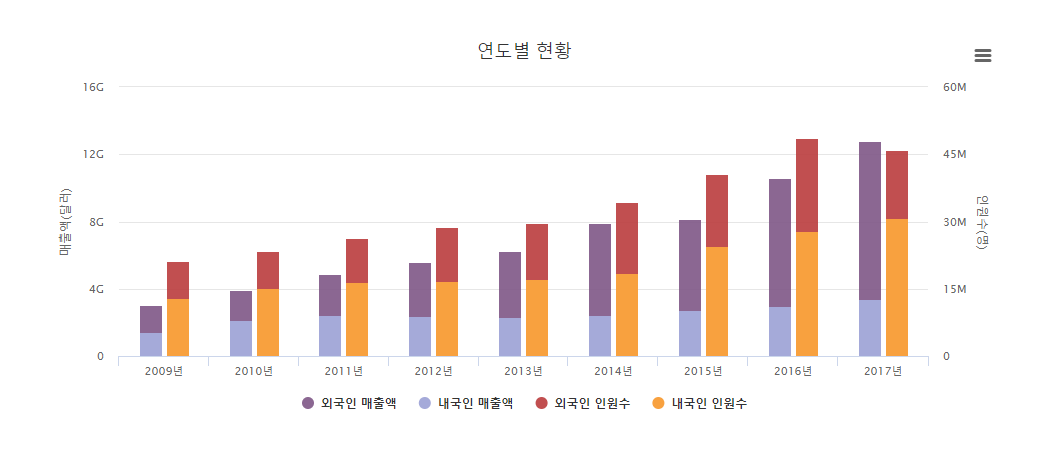 연도별 현황
16G
60M
12G
45M
8G
30M
4G
15M
0
0
매출액(달러)
인원수(명)
2009년 2010년 2011년 2012년 2013년 2014년 2015년 2016년 2017년
외국인 매출액 내국인 매출액 외국인 인원수 내국인 인원수